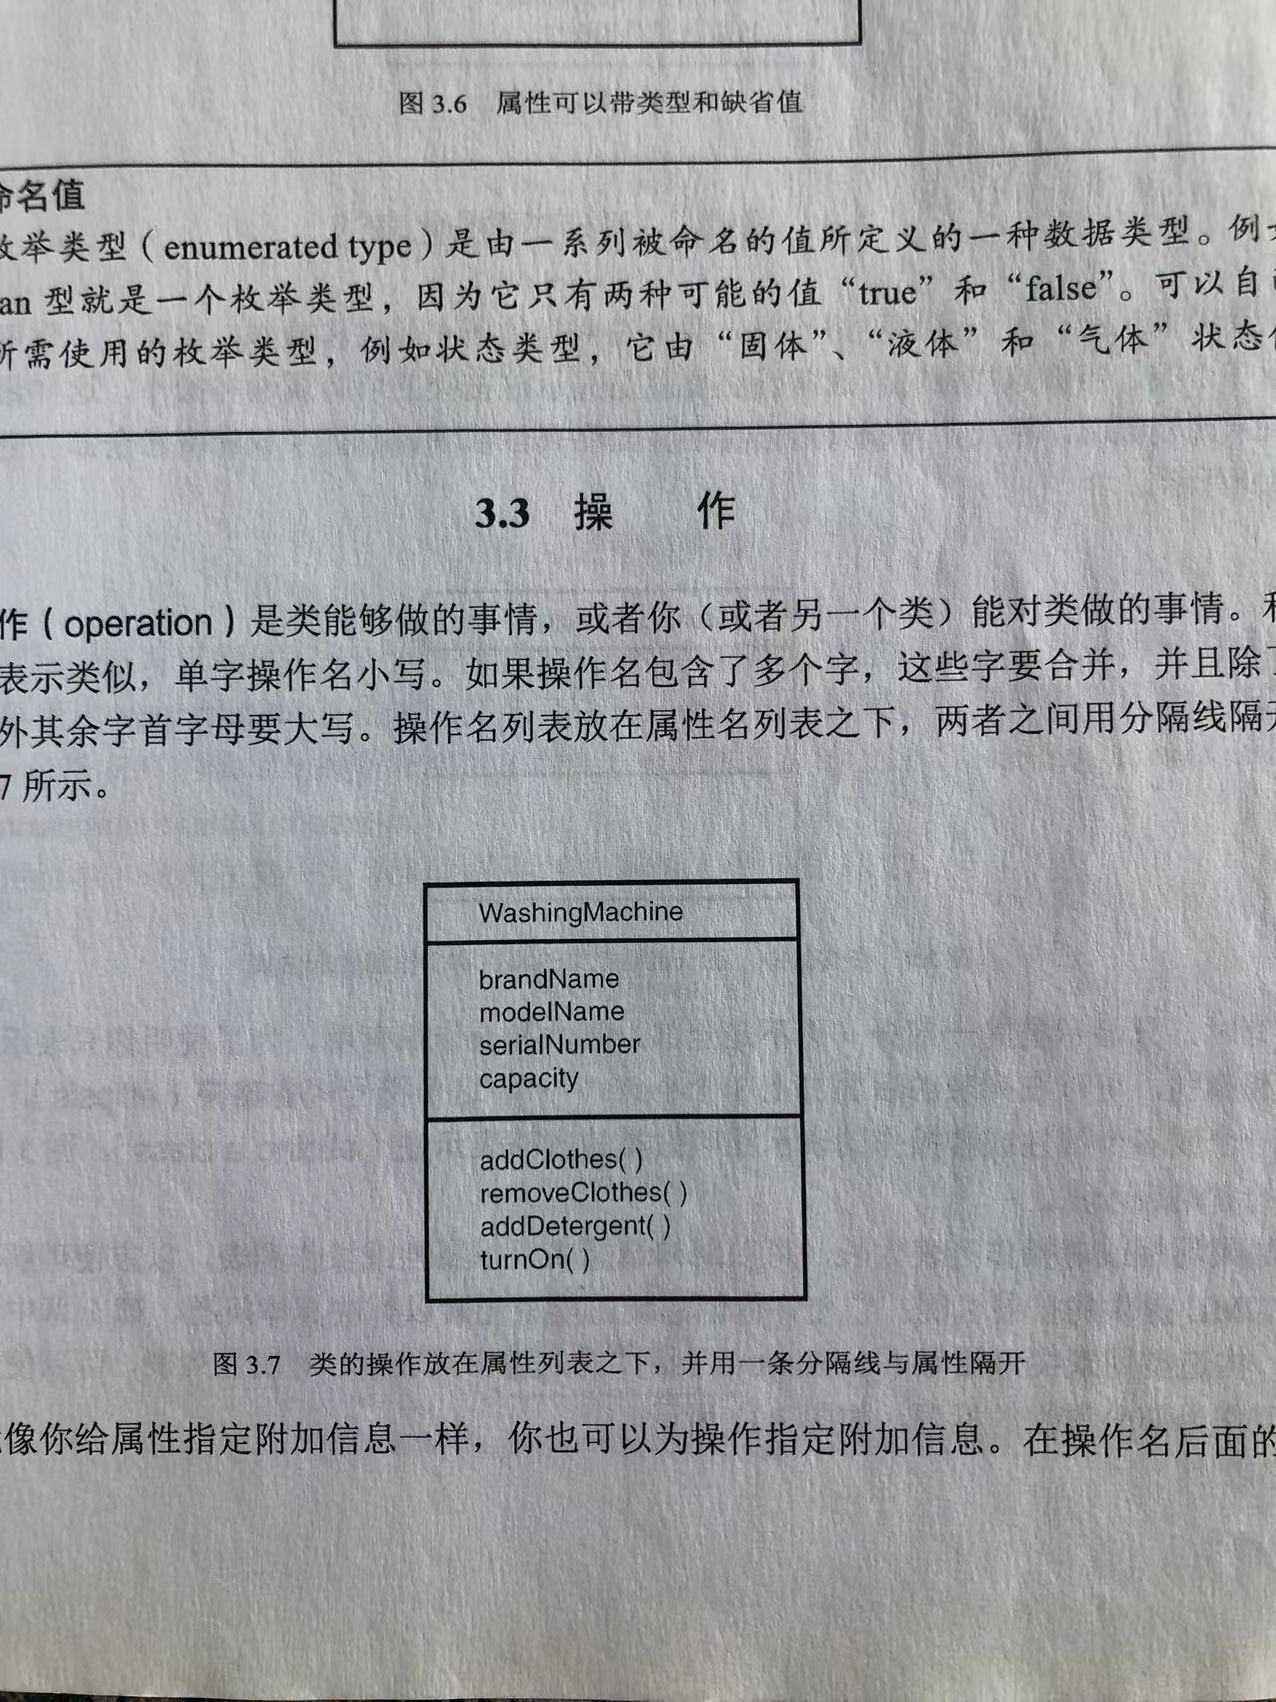 图 3.6 属性可以带类型和缺省值
命名值
枚举类型（enumerated type）是由一系列被命名的值所定义的一种数据类型。例
an 型就是一个枚举类型，因为它只有两种可能的值“true”和“false”。可以自
所需使用的枚举类型，例如状态类型，它由“固体”、“液体”和“气体”状态
3.3 操 作
作（operation）是类能够做的事情，或者你（或者另一个类）能对类做的事情。和
表示类似，单字操作名小写。如果操作名包含了多个字，这些字要合并，并且除了
外其余字首字母要大写。操作名列表放在属性名列表之下，两者之间用分隔线隔开
7 所示。
WashingMachine
brandName
modelName
serialNumber
capacity
addClothes( )
removeClothes( )
addDetergent( )
turnOn( )
图 3.7 类的操作放在属性列表之下，并用一条分隔线与属性隔开
像你给属性指定附加信息一样，你也可以为操作指定附加信息。在操作名后面的